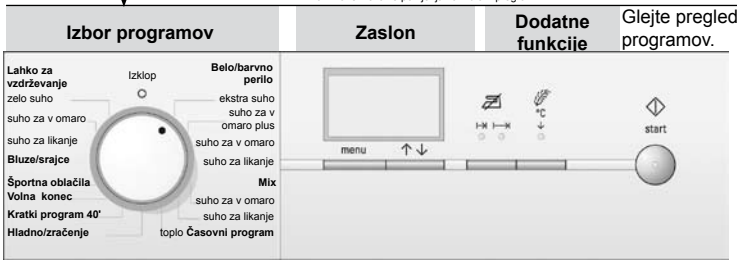 Izbor programov
Zaslon
Dodatne
funkcije
Glejte pregled
programov.
Lahko za
vzdrževanje
zelo suho
suho za v omaro
suho za likanje
Bluze/srajce
Športna oblačila
Volna konec
Kratki program 40'
Hladno/zračenje
Izklop
Belo/barvno
perilo
ekstra suho
suho za v
omaro plus
suho za v omaro
suho za likanje
Mix
suho za v omaro
suho za likanje
toplo Časovni program
menu
°C
start